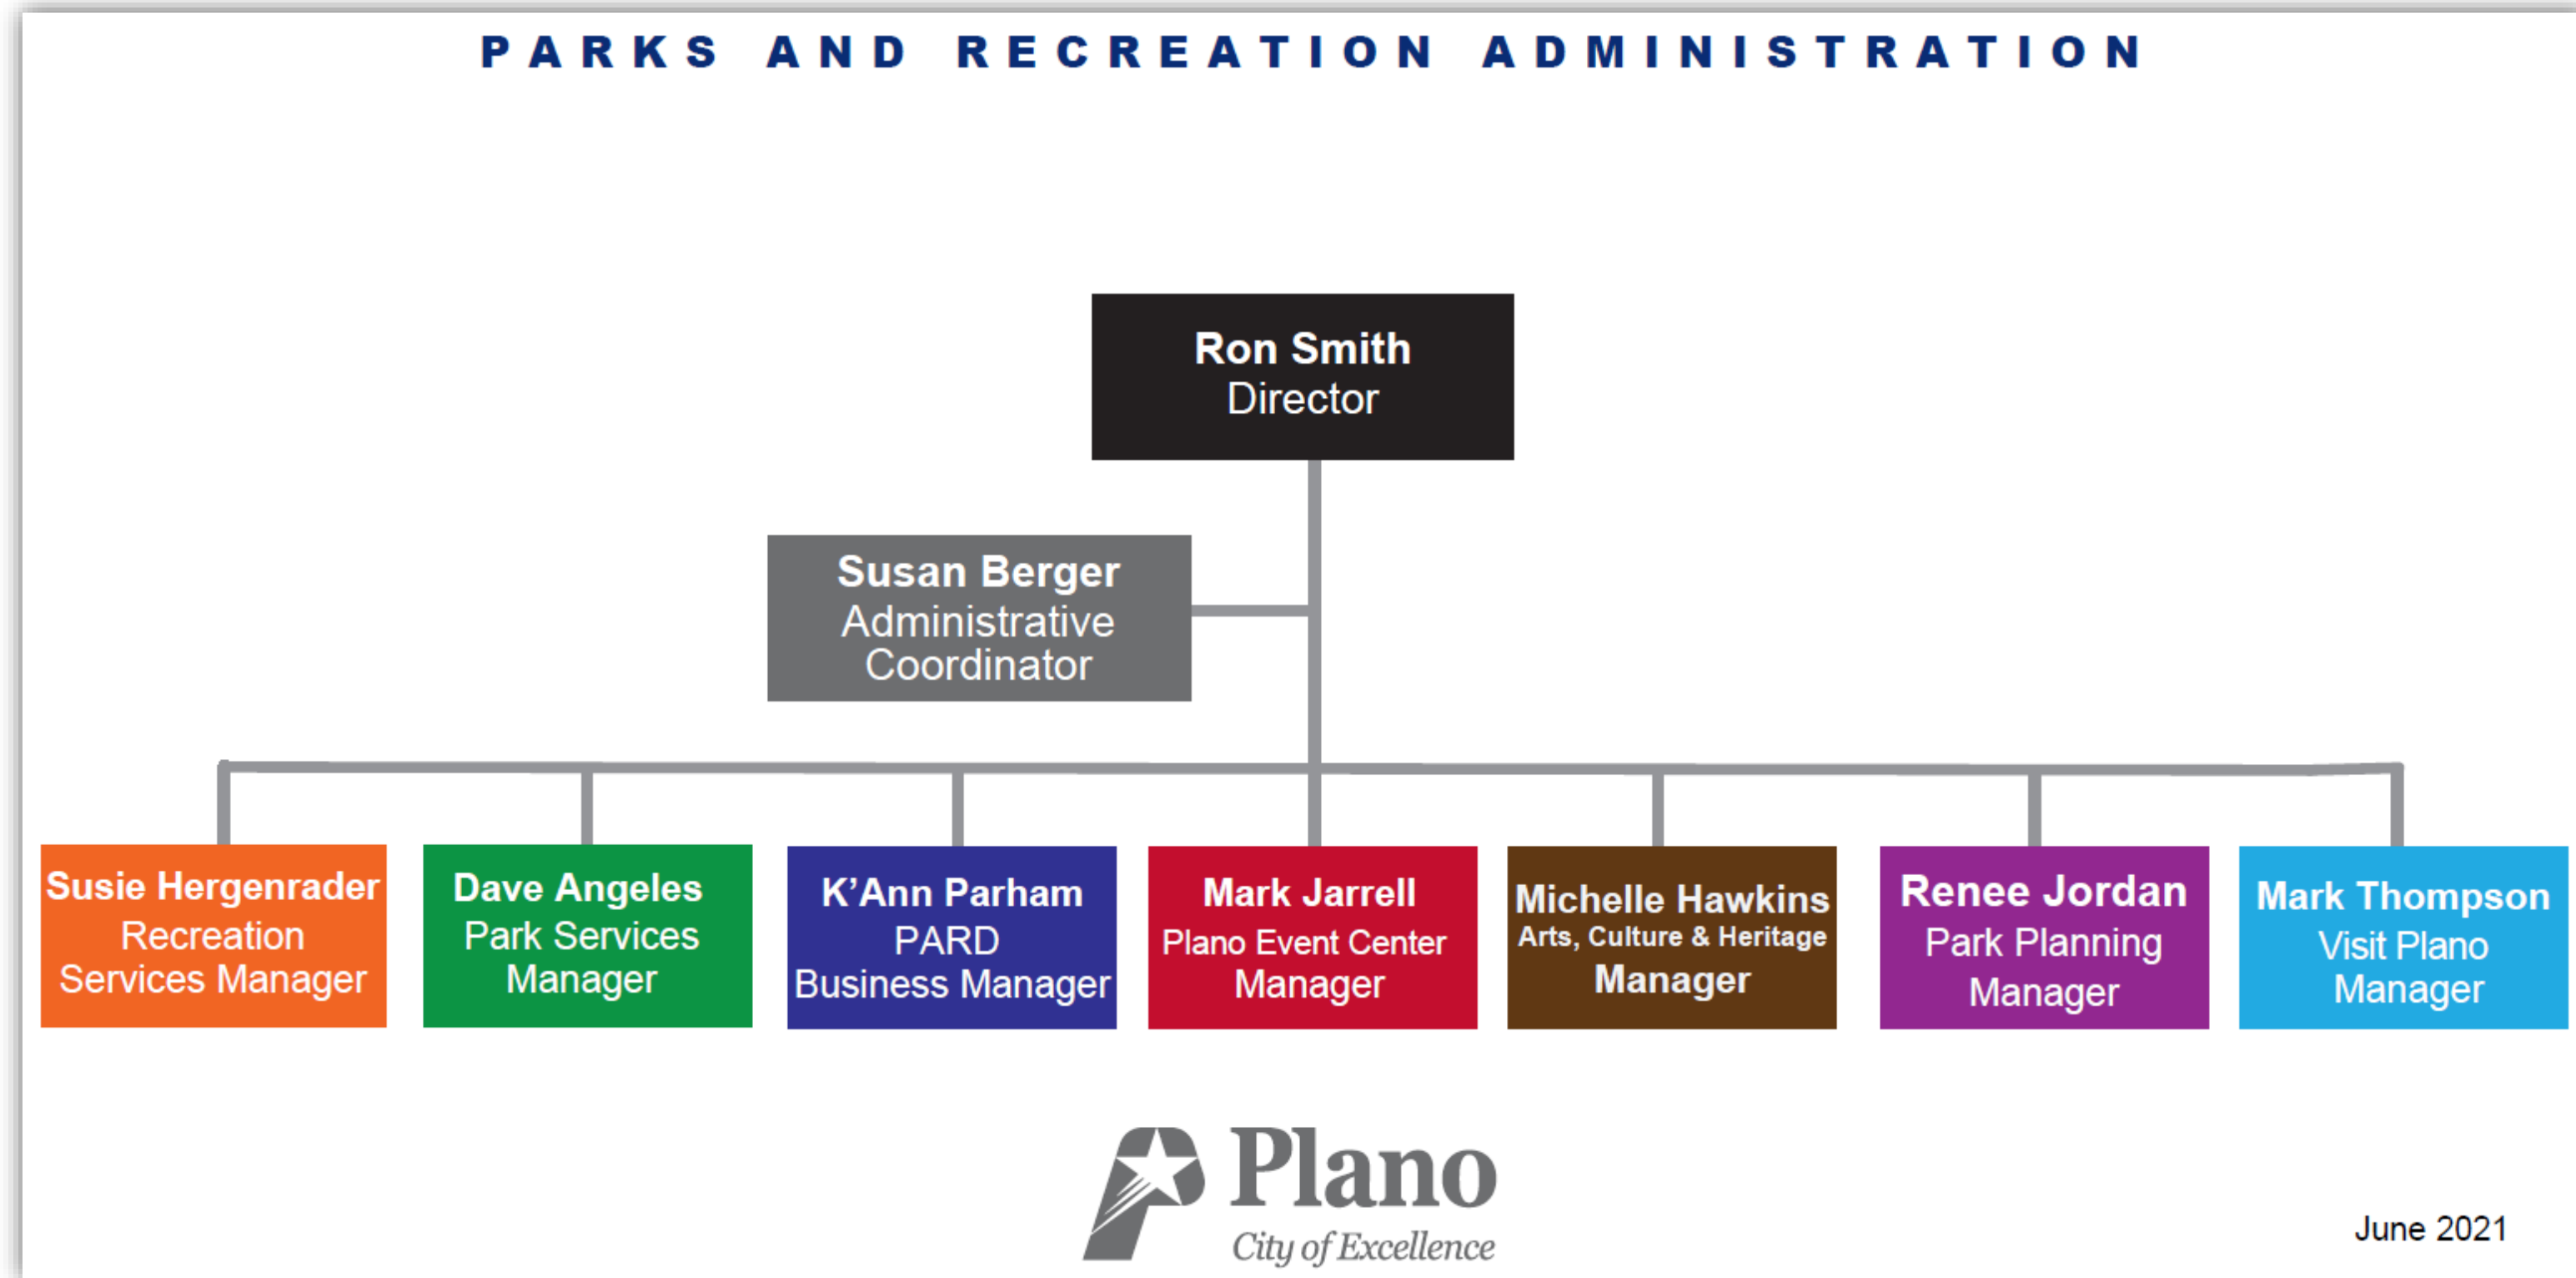 PARKS AND RECREATION ADMINISTRATION
Ron Smith
Director
Susan Berger
Administrative
Coordinator
Susie Hergenrader
Recreation
Services Manager
Dave Angeles
Park Services
Manager
K'Ann Parham
PARD
Business Manager
Mark Jarrell
Plano Event Center
Manager
Michelle Hawkins
Arts, Culture & Heritage
Manager
Renee Jordan
Park Planning
Manager
Mark Thompson
Visit Plano
Manager
Plano
City of Excellence
June 2021